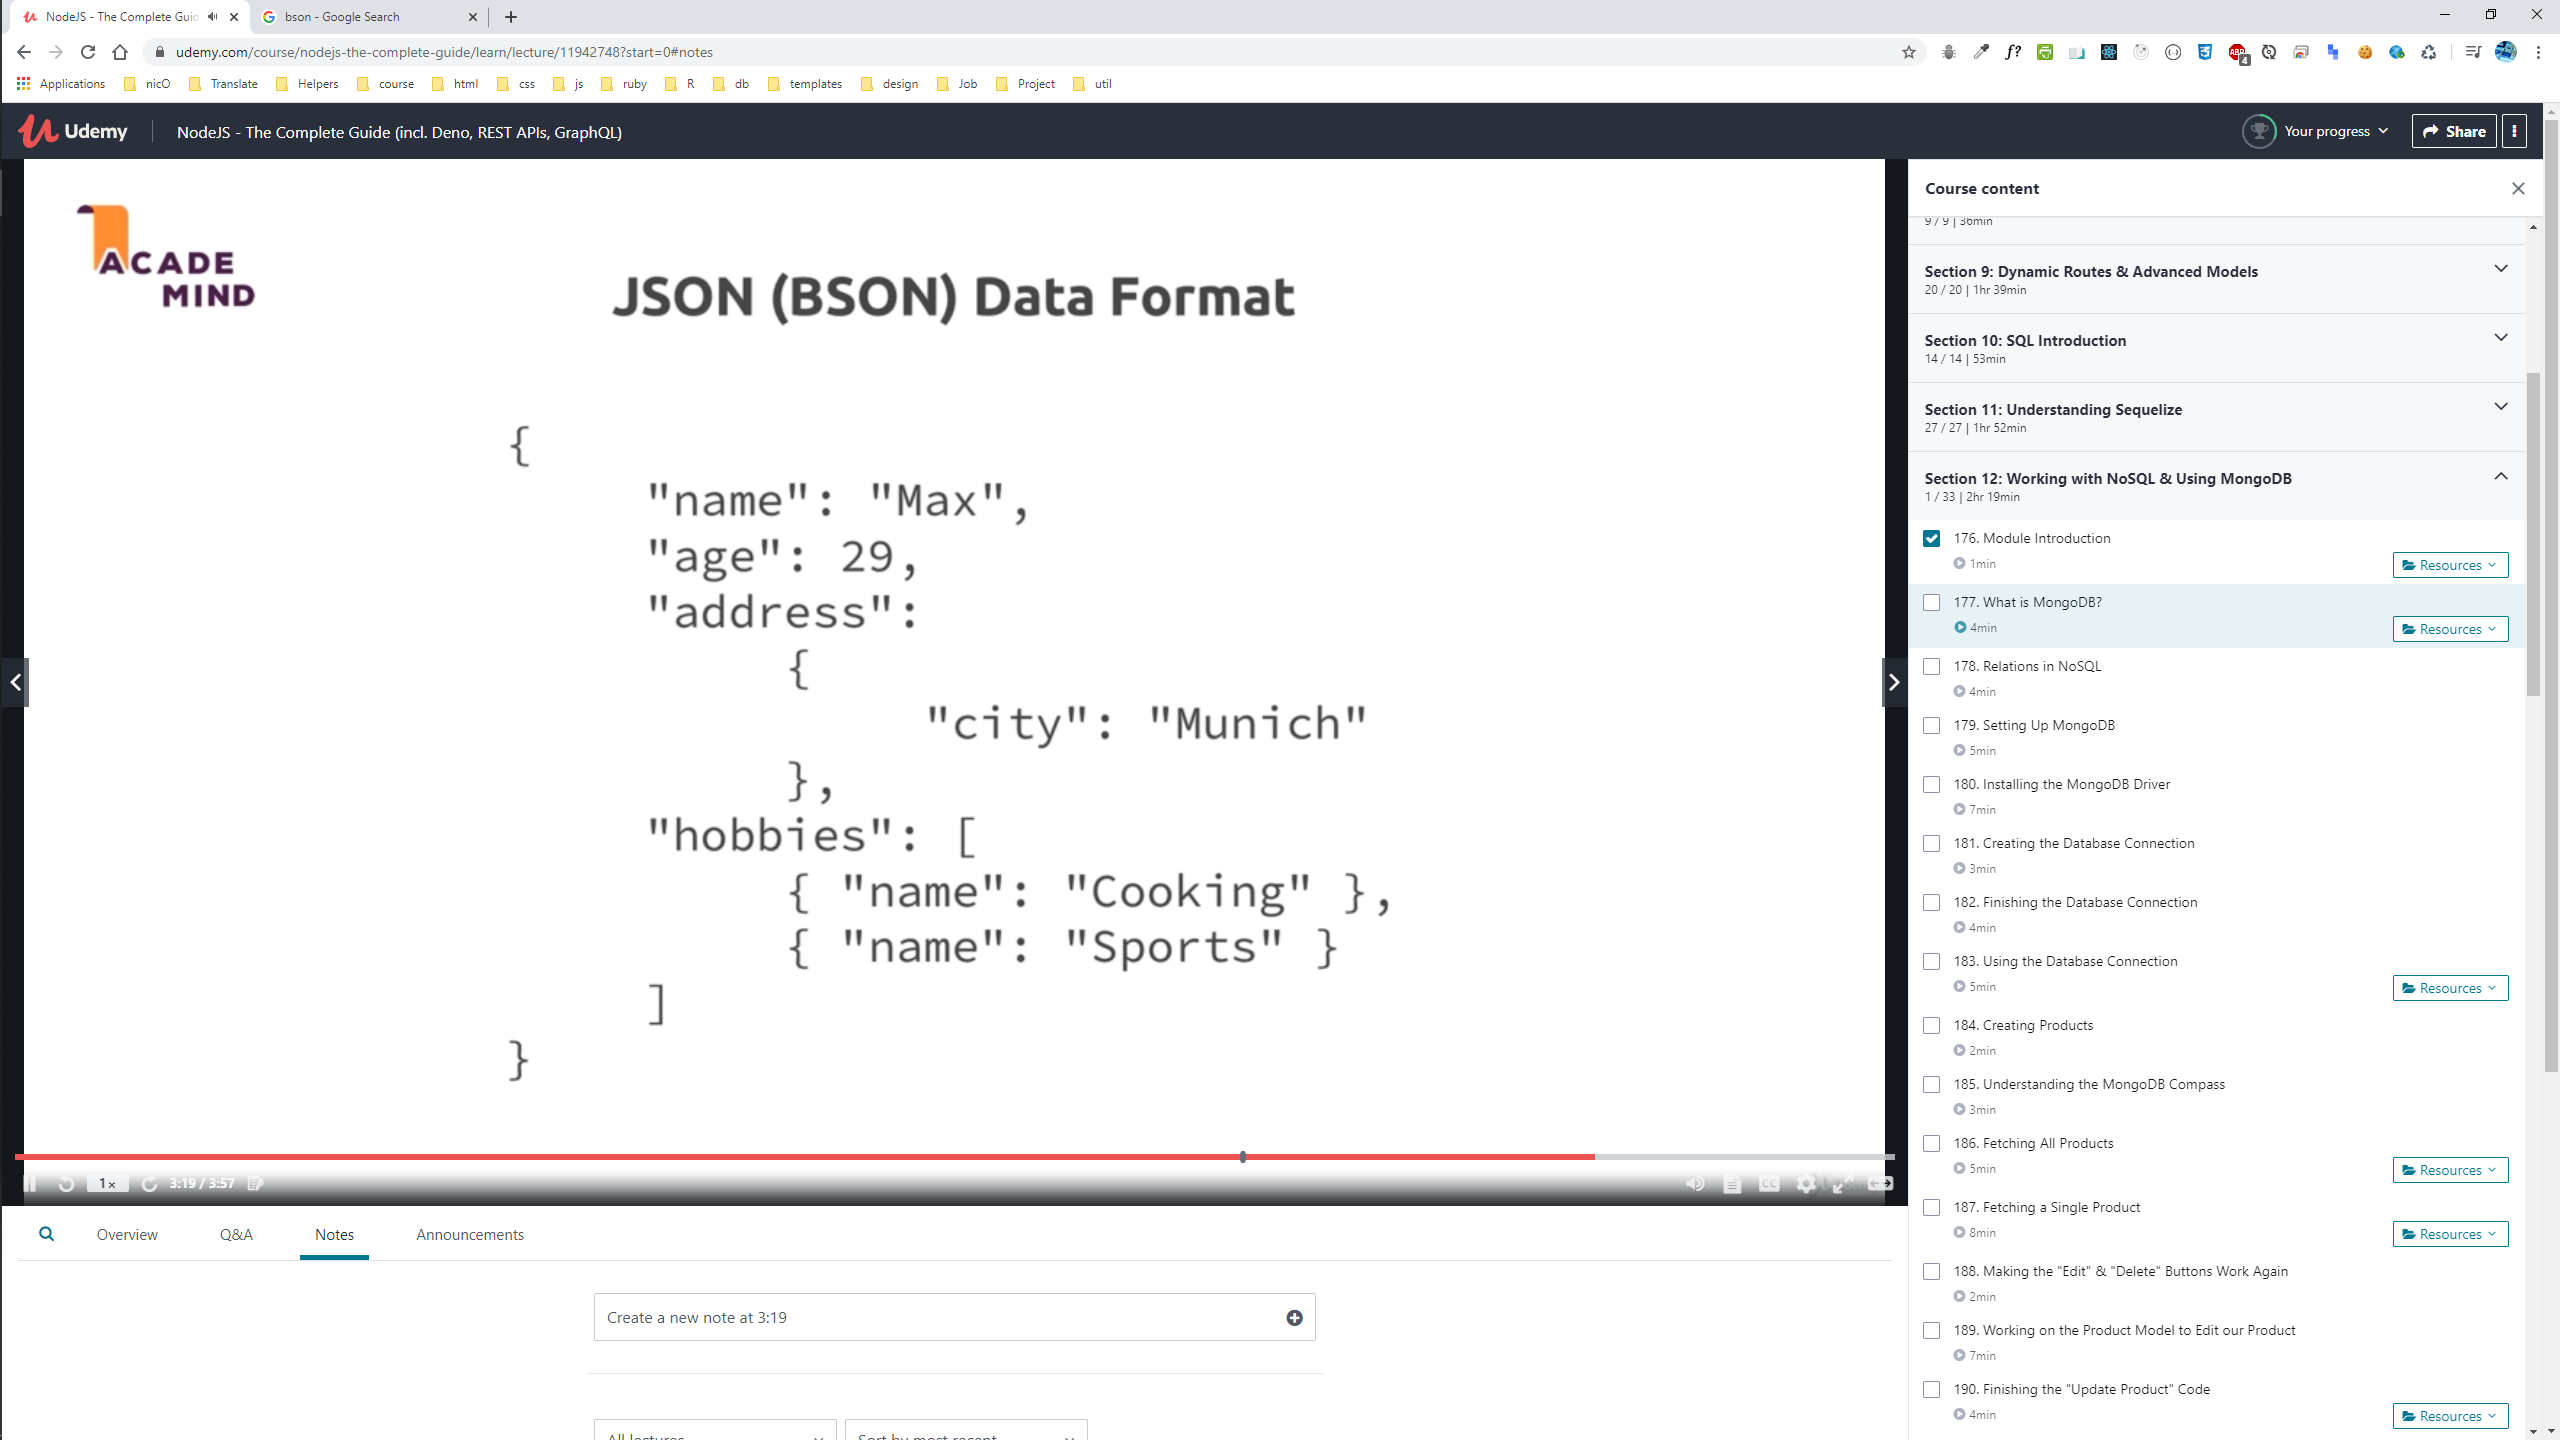 NodeJS - The Complete Guid
bson - Google Search
udemy.com/course/nodejs-the-complete-guide/learn/lecture/11942748?start=0#notes
f?
ABP
4
Applications
nicO
Translate
Helpers
course
html
css
js
ruby
R
db
templates
design
Job
Project
util
Udemy
NodeJS - The Complete Guide (incl. Deno, REST APIs, GraphQL)
Your progress
Share
ACADE
MIND
JSON (BSON) Data Format
{
"name": "Max",
"age": 29,
"address":
{
"city": "Munich"
},
"hobbies": [
{ "name": "Cooking" },
{ "name": "Sports" }
]
}
1x
3:19 / 3:57
CC
Overview
Q&A
Notes
Announcements
Create a new note at 3:19
All lectures
Sort by most recent
Course content
9 / 9 | 36min
Section 9: Dynamic Routes & Advanced Models
20 / 20 | 1hr 39min
Section 10: SQL Introduction
14 / 14 | 53min
Section 11: Understanding Sequelize
27 / 27 | 1hr 52min
Section 12: Working with NoSQL & Using MongoDB
1 / 33 | 2hr 19min
176. Module Introduction
1min
Resources
177. What is MongoDB?
4min
Resources
178. Relations in NoSQL
4min
179. Setting Up MongoDB
5min
180. Installing the MongoDB Driver
7min
181. Creating the Database Connection
3min
182. Finishing the Database Connection
4min
183. Using the Database Connection
5min
Resources
184. Creating Products
2min
185. Understanding the MongoDB Compass
3min
186. Fetching All Products
5min
Resources
187. Fetching a Single Product
8min
Resources
188. Making the "Edit" & "Delete" Buttons Work Again
2min
189. Working on the Product Model to Edit our Product
7min
190. Finishing the "Update Product" Code
4min
Resources